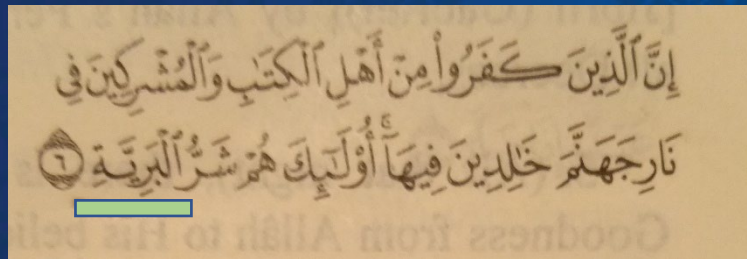 إِنَّ ٱلَّذِينَ كَفَرُوا۟ مِنْ أَهْلِ ٱلْكِتَـٰبِ وَٱلْمُشْرِكِينَ فِى
نَارِ جَهَنَّمَ خَـٰلِدِينَ فِيهَآ ۚ أُو۟لَـٰٓئِكَ هُمْ شَرُّ ٱلْبَرِيَّةِ ٦